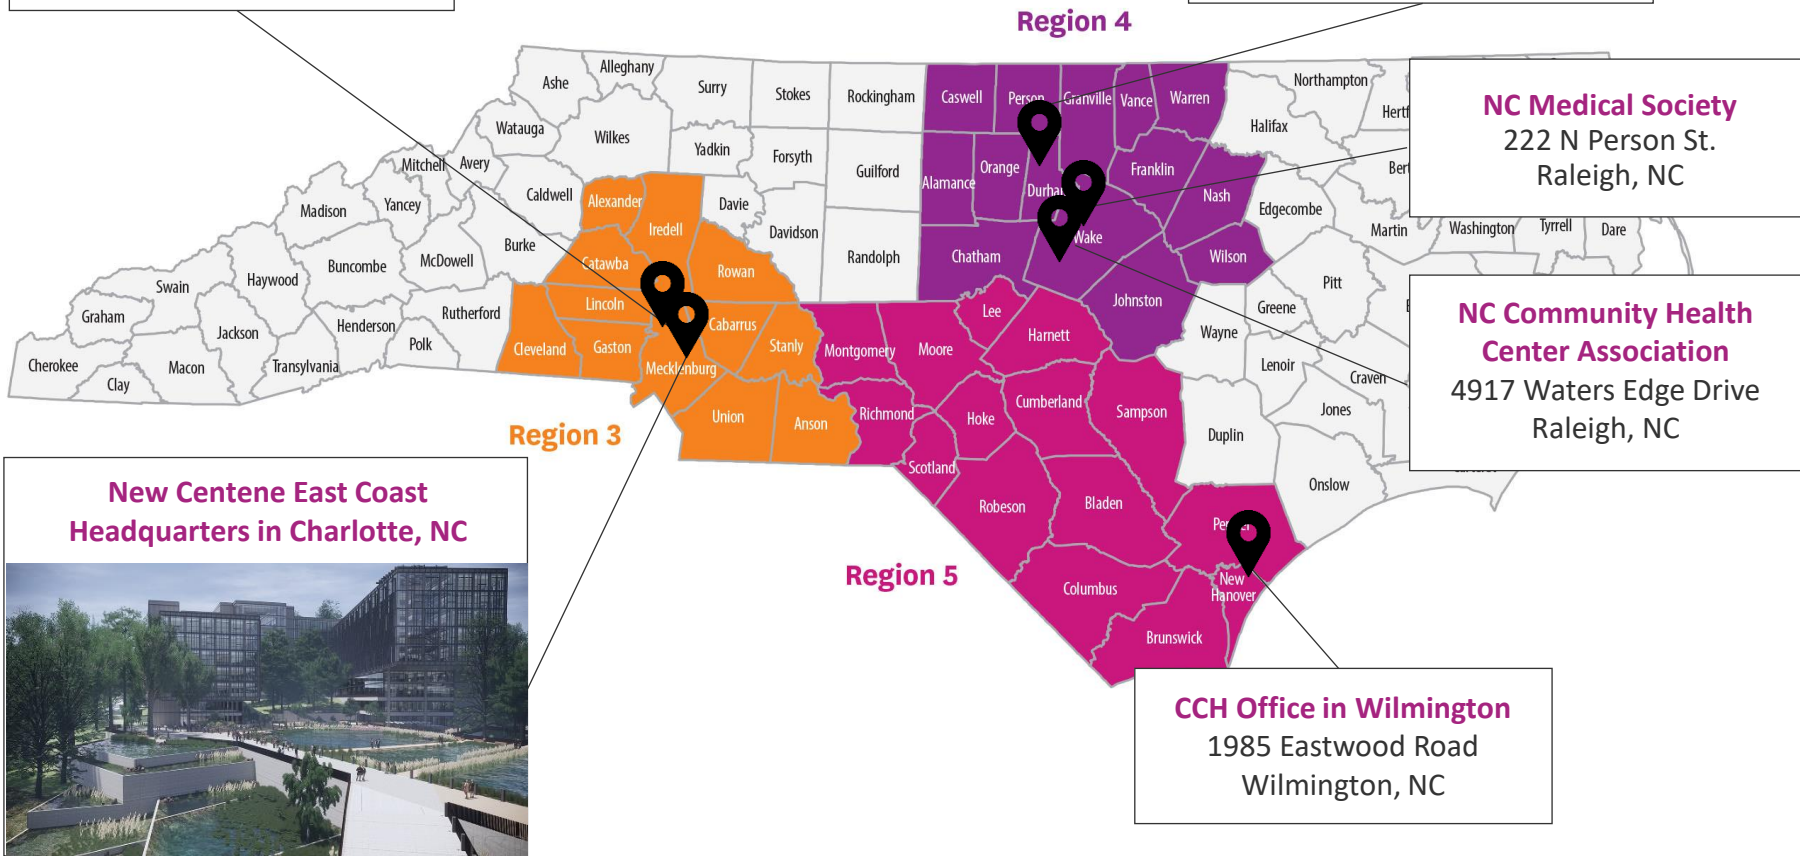 Region 4
Ashe
Alleghany
Surry
Stokes
Rockingham
Caswell
Person
Granville
Vance
Warren
Northampton
Halifax
Watauga
Wilkes
Yadkin
Forsyth
Guilford
Alamance
Orange
Durham
Franklin
Nash
Edgecombe
Martin
Washington
Tyrrell
Dare
Mitchell
Avery
Caldwell
Alexander
Iredell
Davie
Davidson
Randolph
Chatham
Wake
Wilson
Pitt
Madison
Yancey
Burke
Catawba
Rowan
Johnston
Greene
Swain
Haywood
Buncombe
McDowell
Lincoln
Cabarrus
Lee
Harnett
Wayne
Graham
Jackson
Henderson
Rutherford
Polk
Cleveland
Gaston
Stanly
Montgomery
Moore
Lenoir
Craven
Cherokee
Clay
Macon
Transylvania
Mecklenburg
Union
Anson
Richmond
Hoke
Cumberland
Sampson
Jones
Duplin
Onslow
Scotland
Robeson
Bladen
Columbus
New
Hanover
Brunswick
Region 3
Region 5
NC Medical Society
222 N Person St.
Raleigh, NC
NC Community Health
Center Association
4917 Waters Edge Drive
Raleigh, NC
New Centene East Coast
Headquarters in Charlotte, NC
CCH Office in Wilmington
1985 Eastwood Road
Wilmington, NC